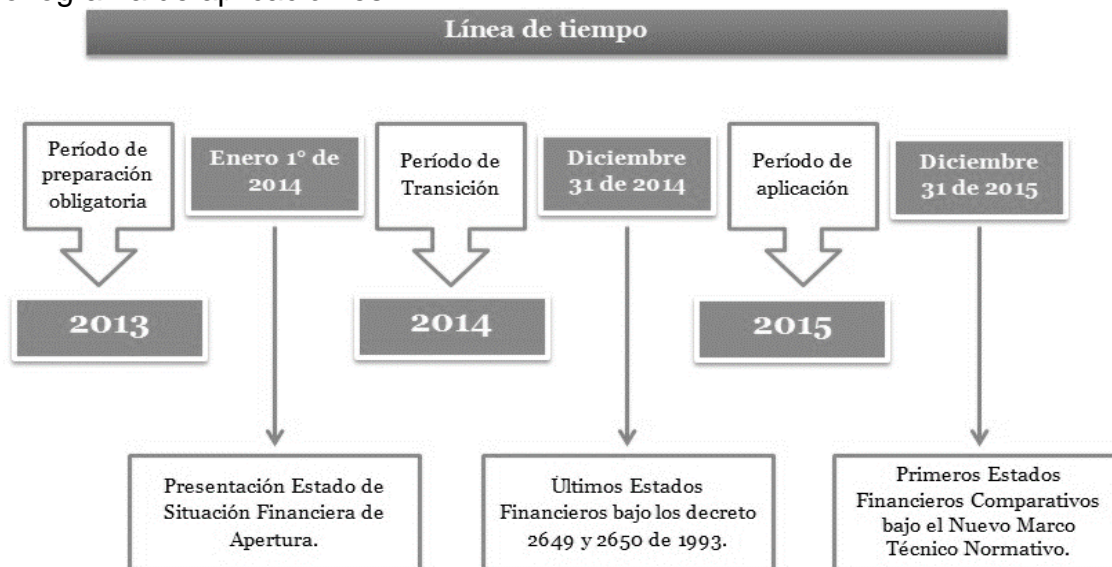 Línea de tiempo
Período de
preparación
obligatoria
Enero 1° de
2014
Período de
Transición
Diciembre
31 de 2014
Período de
aplicación
Diciembre
31 de 2015
2013
2014
2015
Presentación Estado de
Situación Financiera de
Apertura.
Últimos Estados
Financieros bajo los decreto
2649 y 2650 de 1993.
Primeros Estados
Financieros Comparativos
bajo el Nuevo Marco
Técnico Normativo.